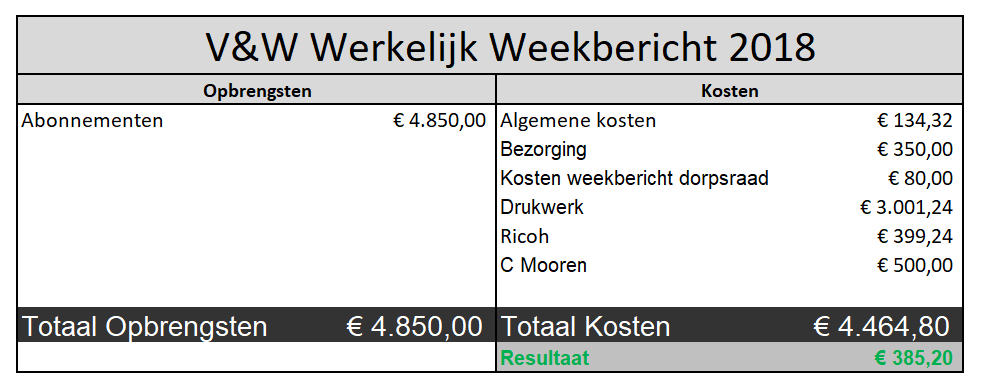 V&W Werkelijk Weekbericht 2018
Opbrengsten Kosten
Abonnementen € 4.850,00 Algemene kosten € 134,32
Bezorging € 350,00
Kosten weekbericht dorpsraad € 80,00
Drukwerk € 3.001,24
Ricoh € 399,24
C Mooren € 500,00
Totaal Opbrengsten € 4.850,00 Totaal Kosten € 4.464,80
Resultaat € 385,20